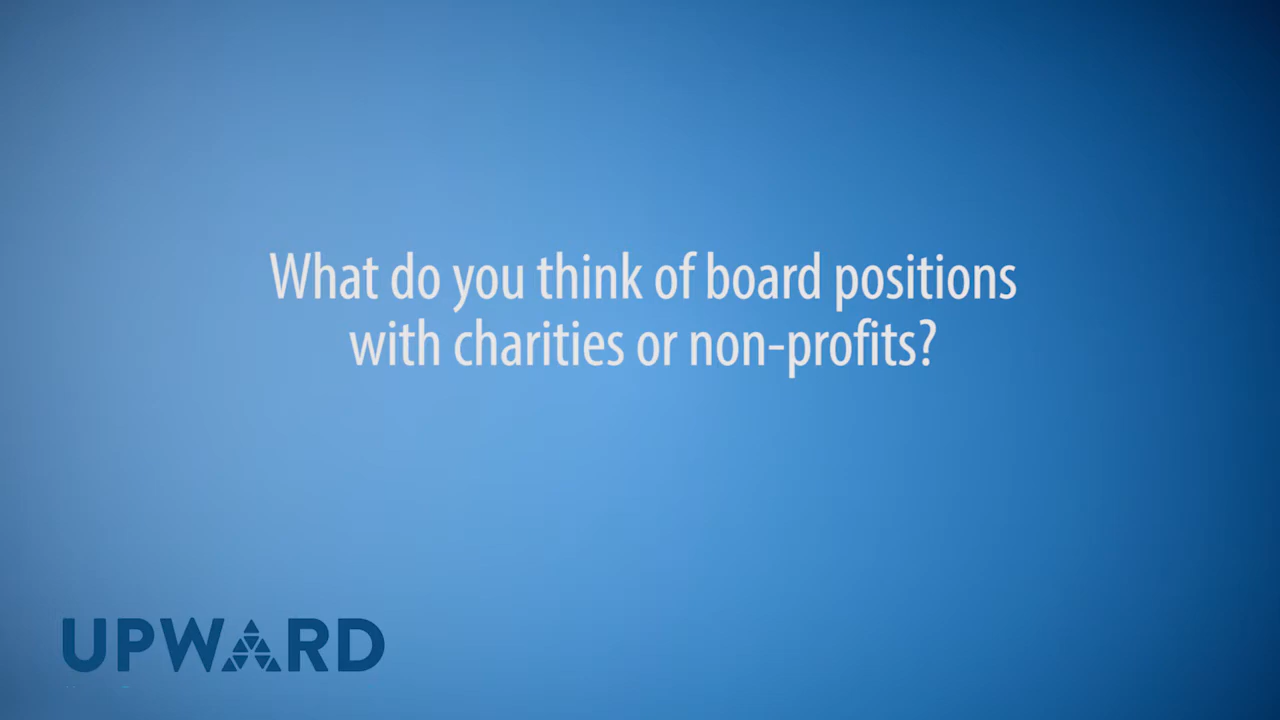 What do you think of board positions
with charities or non-profits?
UPWARD